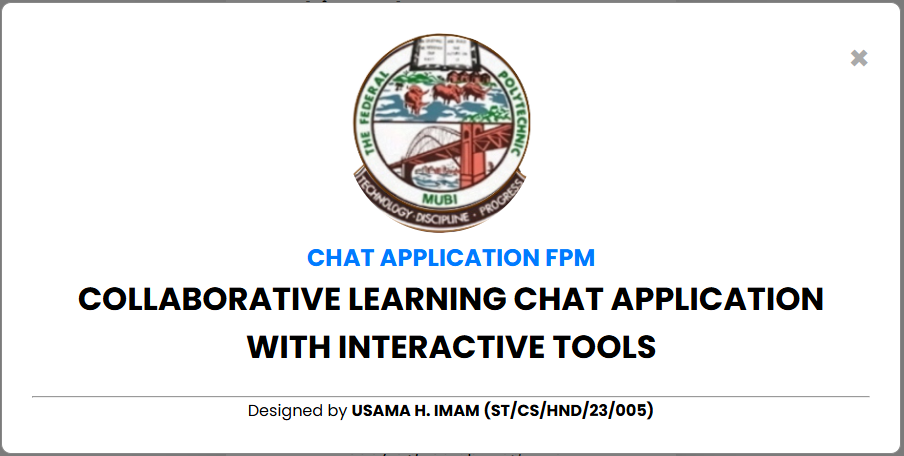 THE FEDERAL POLYTECHNIC
MUBI
TECHNOLOGY · DISCIPLINE · PROGRESS
CHAT APPLICATION FPM
COLLABORATIVE LEARNING CHAT APPLICATION
WITH INTERACTIVE TOOLS
Designed by USAMA H. IMAM (ST/CS/HND/23/005)